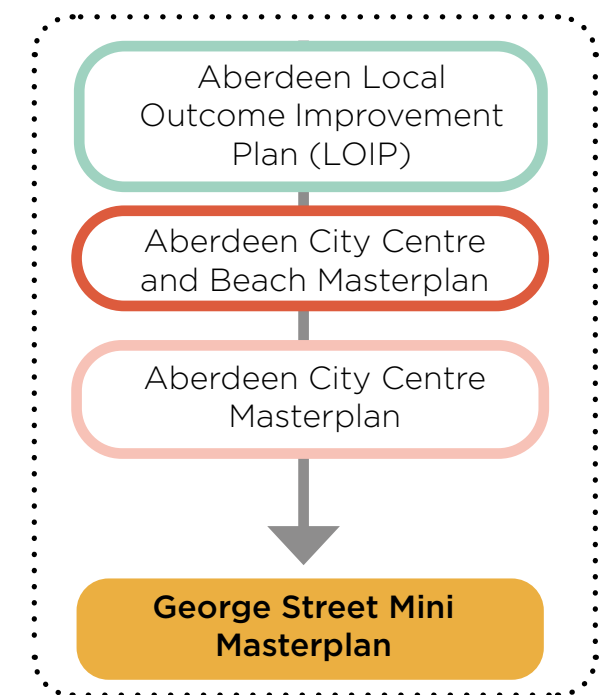 Aberdeen Local
Outcome Improvement
Plan (LOIP)
Aberdeen City Centre
and Beach Masterplan
Aberdeen City Centre
Masterplan
George Street Mini
Masterplan